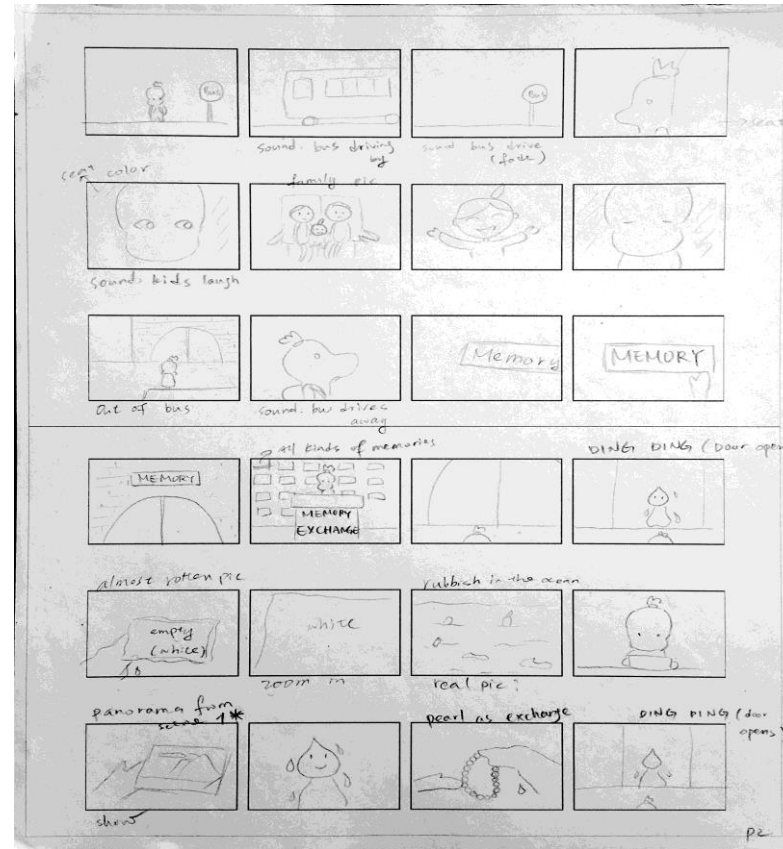 Bus
sound. bus driving
by
Bus
sound bus drive
(fade)
seat
seat color
sound. kids laugh
family pic
out of bus
sound. bus drives
away
Memory
MEMORY
MEMORY
all kinds of memories
MEMORY
EXCHANGE
DING DING (Door open
almost rotten pic
empty
(white)
white
zoom in
rubbish in the ocean
real pic:
panorama from
scene 1*
show
pearl as exchange
DING DING (door
opens)
P2